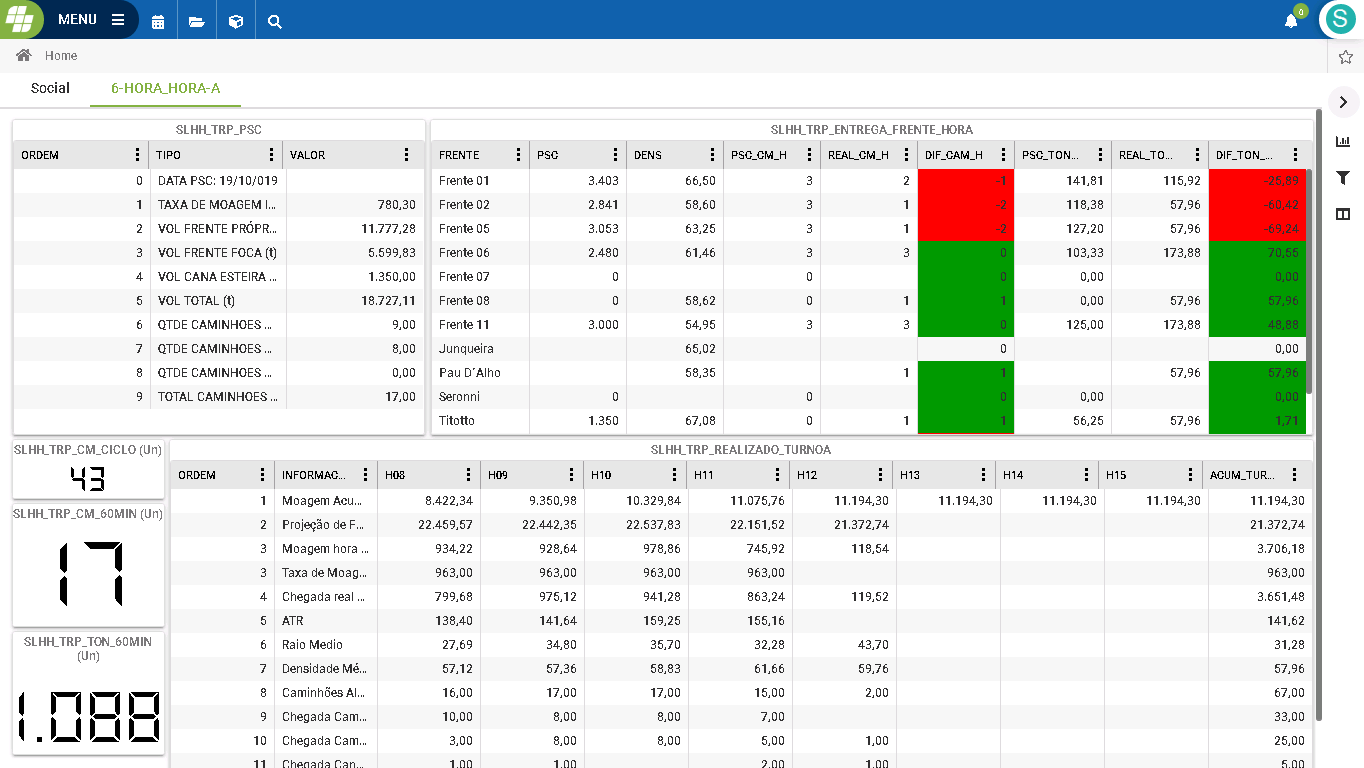 MENU
0
S
Home
Social 6-HORA_HORA-A
SLHH_TRP_PSC
ORDEM TIPO VALOR
0 DATA PSC: 19/10/019
1 TAXA DE MOAGEM I... 780,30
2 VOL FRENTE PRÓPR... 11.777,28
3 VOL FRENTE FOCA (t) 5.599,83
4 VOL CANA ESTEIRA ... 1.350,00
5 VOL TOTAL (t) 18.727,11
6 QTDE CAMINHOES ... 9,00
7 QTDE CAMINHOES ... 8,00
8 QTDE CAMINHOES ... 0,00
9 TOTAL CAMINHOES ... 17,00
SLHH_TRP_ENTREGA_FRENTE_HORA
FRENTE PSC DENS PSC_CM_H REAL_CM_H DIF_CAM_H PSC_TON... REAL_TO... DIF_TON_...
Frente 01 3.403 66,50 3 2 -1 141,81 115,92 -25,89
Frente 02 2.841 58,60 3 1 -2 118,38 57,96 -60,42
Frente 05 3.053 63,25 3 1 -2 127,20 57,96 -69,24
Frente 06 2.480 61,46 3 3 0 103,33 173,88 70,55
Frente 07 0 0 0 0,00 0,00
Frente 08 0 58,62 0 1 1 0,00 57,96 57,96
Frente 11 3.000 54,95 3 3 0 125,00 173,88 48,88
Junqueira 65,02 0 0,00
Pau D´Alho 58,35 1 1 57,96 57,96
Seronni 0 0 0 0,00 0,00
Titotto 1.350 67,08 0 1 1 56,25 57,96 1,71
SLHH_TRP_CM_CICLO (Un)
43
SLHH_TRP_CM_60MIN (Un)
17
SLHH_TRP_TON_60MIN
(Un)
1.088
SLHH_TRP_REALIZADO_TURNOA
ORDEM INFORMAC... H08 H09 H10 H11 H12 H13 H14 H15 ACUM_TUR...
1 Moagem Acu... 8.422,34 9.350,98 10.329,84 11.075,76 11.194,30 11.194,30 11.194,30 11.194,30 11.194,30
2 Projeção de F... 22.459,57 22.442,35 22.537,83 22.151,52 21.372,74 21.372,74
3 Moagem hora ... 934,22 928,64 978,86 745,92 118,54 3.706,18
3 Taxa de Moag... 963,00 963,00 963,00 963,00 963,00
4 Chegada real ... 799,68 975,12 941,28 863,24 119,52 3.651,48
5 ATR 138,40 141,64 159,25 155,16 141,62
6 Raio Medio 27,69 34,80 35,70 32,28 43,70 31,28
7 Densidade Mé... 57,12 57,36 58,83 61,66 59,76 57,96
8 Caminhões Al... 16,00 17,00 17,00 15,00 2,00 67,00
9 Chegada Cam... 10,00 8,00 8,00 7,00 33,00
10 Chegada Cam... 3,00 8,00 8,00 5,00 1,00 25,00
11 Chegada Can... 1,00 1,00 2,00 1,00 5,00